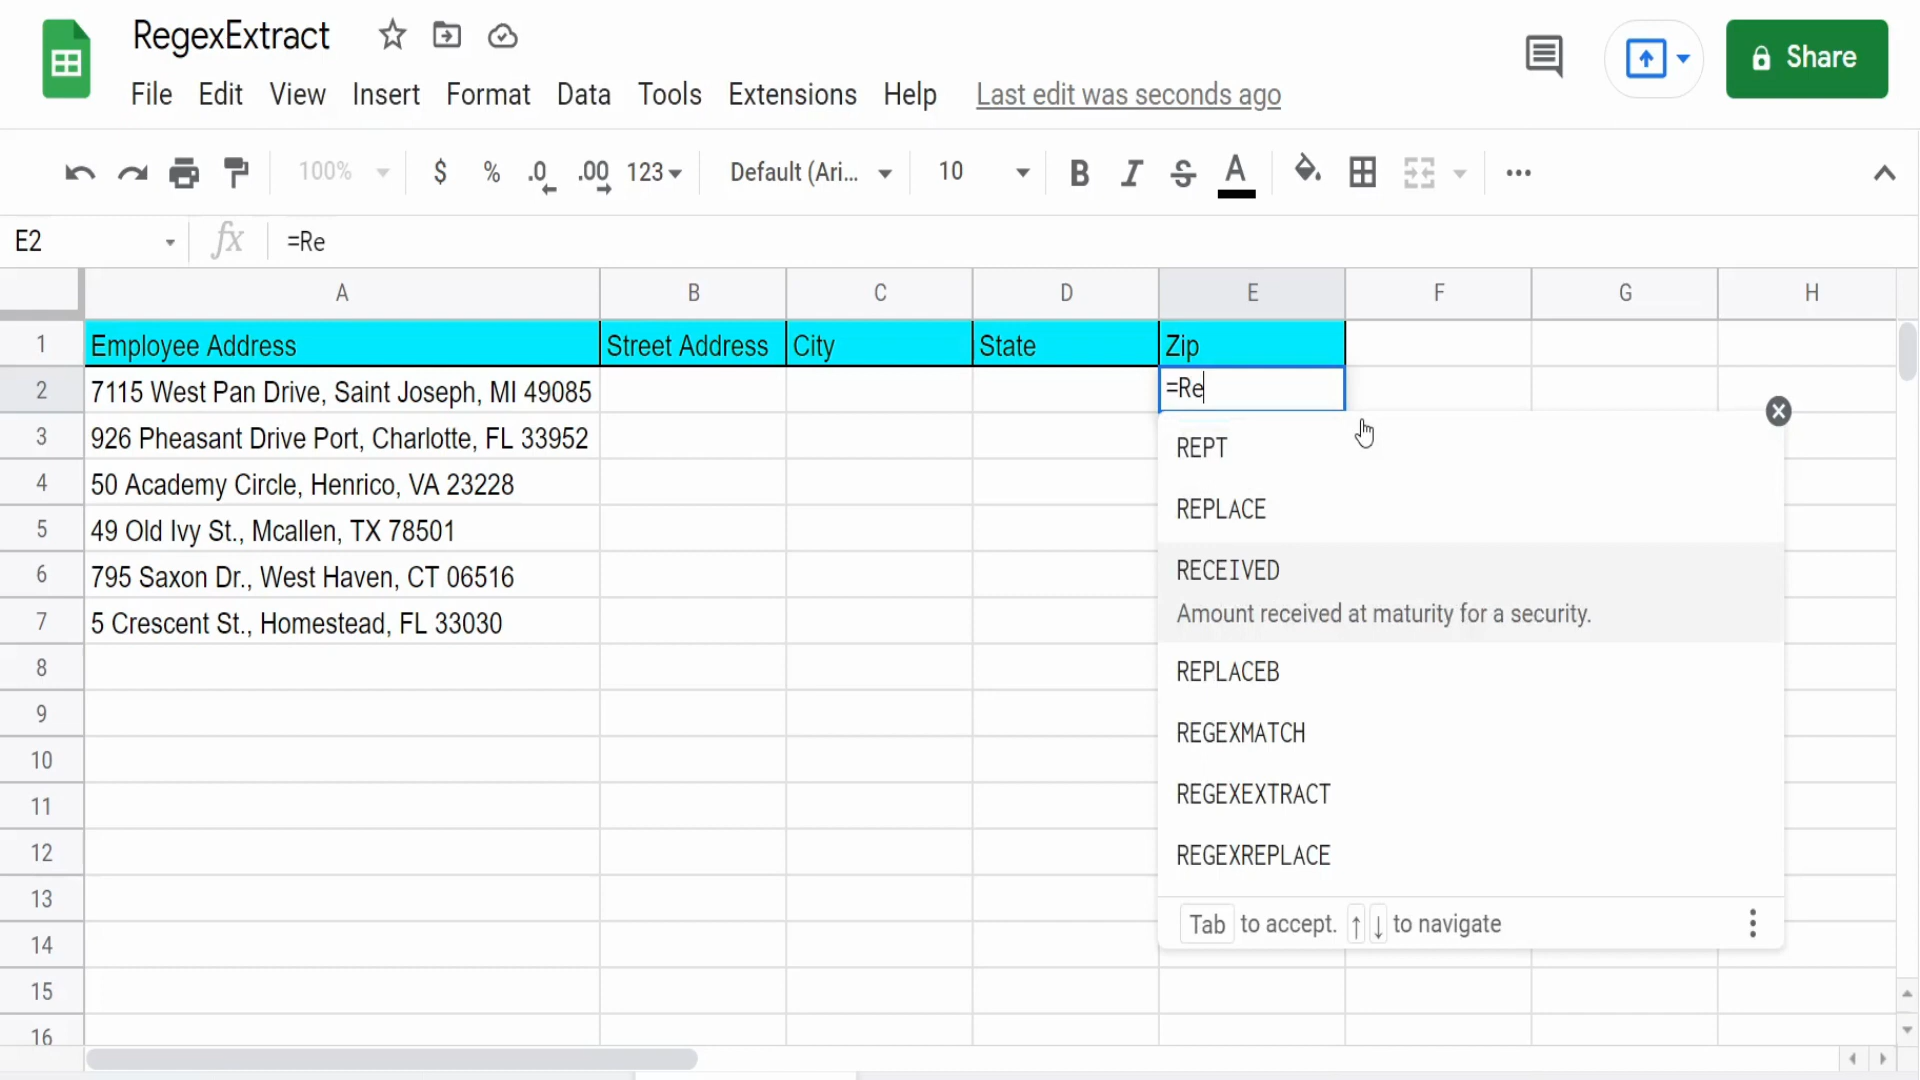 RegexExtract
File Edit View Insert Format Data Tools Extensions Help Last edit was seconds ago
Share
100% $ % .0 .00 123 Default (Ari... 10 B I S A
E2 fx =Re
A B C D E F G H
1 Employee Address Street Address City State Zip
2 7115 West Pan Drive, Saint Joseph, MI 49085 =Re
3 926 Pheasant Drive Port, Charlotte, FL 33952
REPT
4 50 Academy Circle, Henrico, VA 23228
REPLACE
5 49 Old Ivy St., Mcallen, TX 78501
RECEIVED
6 795 Saxon Dr., West Haven, CT 06516
Amount received at maturity for a security.
7 5 Crescent St., Homestead, FL 33030
8 REPLACEB
9 REGEXMATCH
10
REGEXEXTRACT
11
12 REGEXREPLACE
13
Tab to accept. ↑ ↓ to navigate
14
15
16